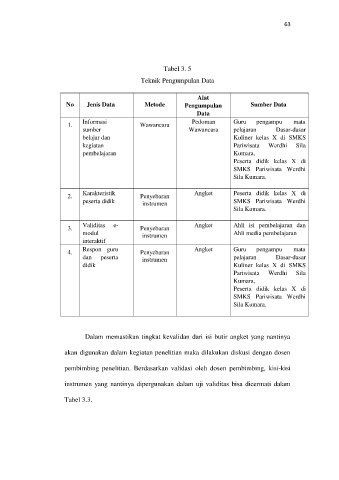 63
Tabel 3. 5
Teknik Pengumpulan Data
No Jenis Data Metode Alat Pengumpulan Data Sumber Data
1. Informasi sumber belajar dan kegiatan pembelajaran Wawancara Pedoman Wawancara Guru pengampu mata pelajaran Dasar-dasar Kuliner kelas X di SMKS Pariwisata Werdhi Sila Kumara, Peserta didik kelas X di SMKS Pariwisata Werdhi Sila Kumara.
2. Karakteristik peserta didik Penyebaran instrumen Angket Peserta didik kelas X di SMKS Pariwisata Werdhi Sila Kumara.
3. Validitas e-modul interaktif Penyebaran instrumen Angket Ahli isi pembelajaran dan Ahli media pembelajaran
4. Respon guru dan peserta didik Penyebaran instrumen Angket Guru pengampu mata pelajaran Dasar-dasar Kuliner kelas X di SMKS Pariwisata Werdhi Sila Kumara, Peserta didik kelas X di SMKS Pariwisata Werdhi Sila Kumara.
Dalam memastikan tingkat kevalidan dari isi butir angket yang nantinya
akan digunakan dalam kegiatan penelitian maka dilakukan diskusi dengan dosen
pembimbing penelitian. Berdasarkan validasi oleh dosen pembimbing, kisi-kisi
instrumen yang nantinya dipergunakan dalam uji validitas bisa dicermati dalam
Tabel 3.3.